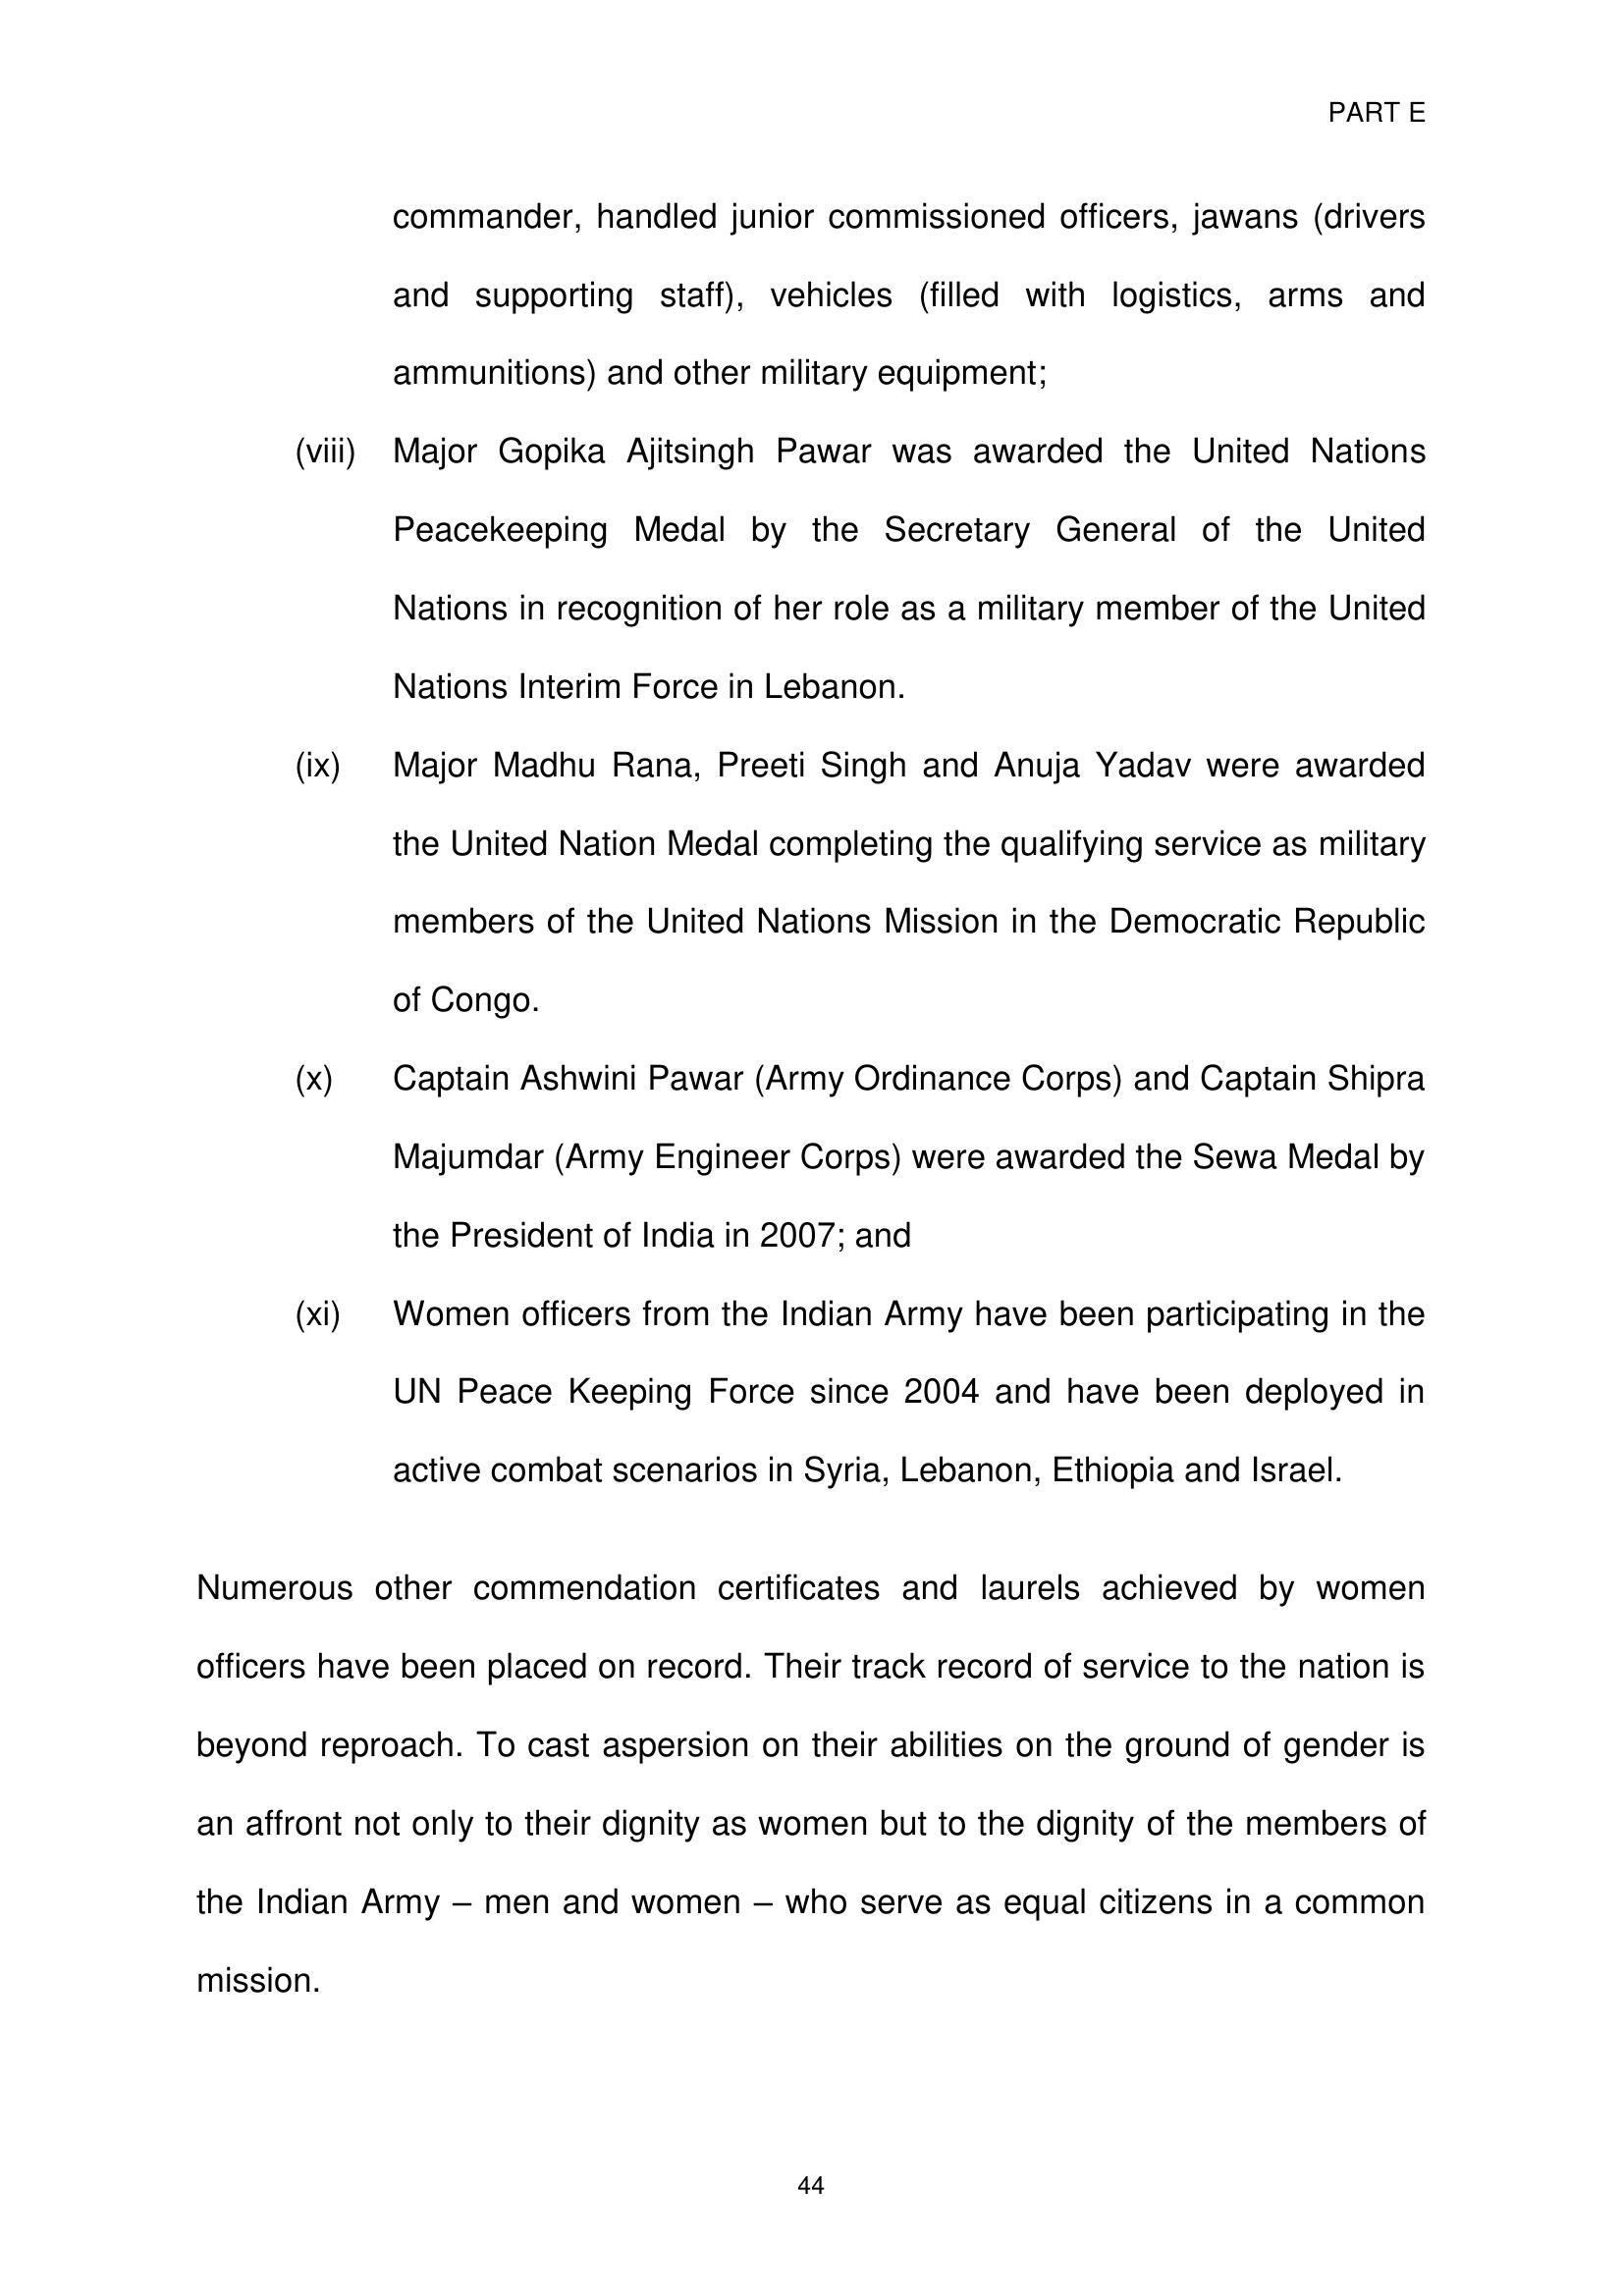 PART E
commander, handled junior commissioned officers, jawans (drivers
and supporting staff), vehicles (filled with logistics, arms and
ammunitions) and other military equipment;
(viii) Major Gopika Ajitsingh Pawar was awarded the United Nations
Peacekeeping Medal by the Secretary General of the United
Nations in recognition of her role as a military member of the United
Nations Interim Force in Lebanon.
(ix) Major Madhu Rana, Preeti Singh and Anuja Yadav were awarded
the United Nation Medal completing the qualifying service as military
members of the United Nations Mission in the Democratic Republic
of Congo.
(x) Captain Ashwini Pawar (Army Ordinance Corps) and Captain Shipra
Majumdar (Army Engineer Corps) were awarded the Sewa Medal by
the President of India in 2007; and
(xi) Women officers from the Indian Army have been participating in the
UN Peace Keeping Force since 2004 and have been deployed in
active combat scenarios in Syria, Lebanon, Ethiopia and Israel.
Numerous other commendation certificates and laurels achieved by women
officers have been placed on record. Their track record of service to the nation is
beyond reproach. To cast aspersion on their abilities on the ground of gender is
an affront not only to their dignity as women but to the dignity of the members of
the Indian Army – men and women – who serve as equal citizens in a common
mission.
44